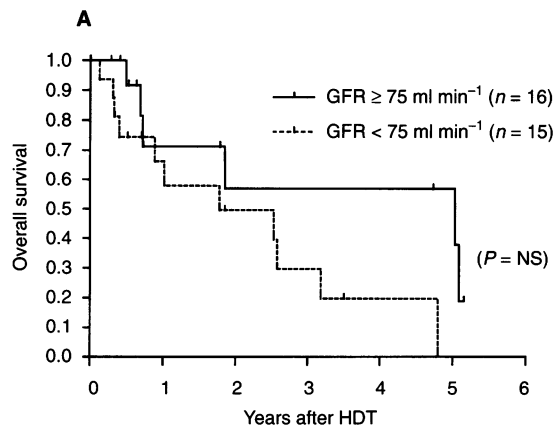 A
GFR ≥ 75 ml min⁻¹ (n = 16)
GFR < 75 ml min⁻¹ (n = 15)
(P = NS)
Overall survival
1.0
0.9
0.8
0.7
0.6
0.5
0.4
0.3
0.2
0.1
0.0
0 1 2 3 4 5 6
Years after HDT